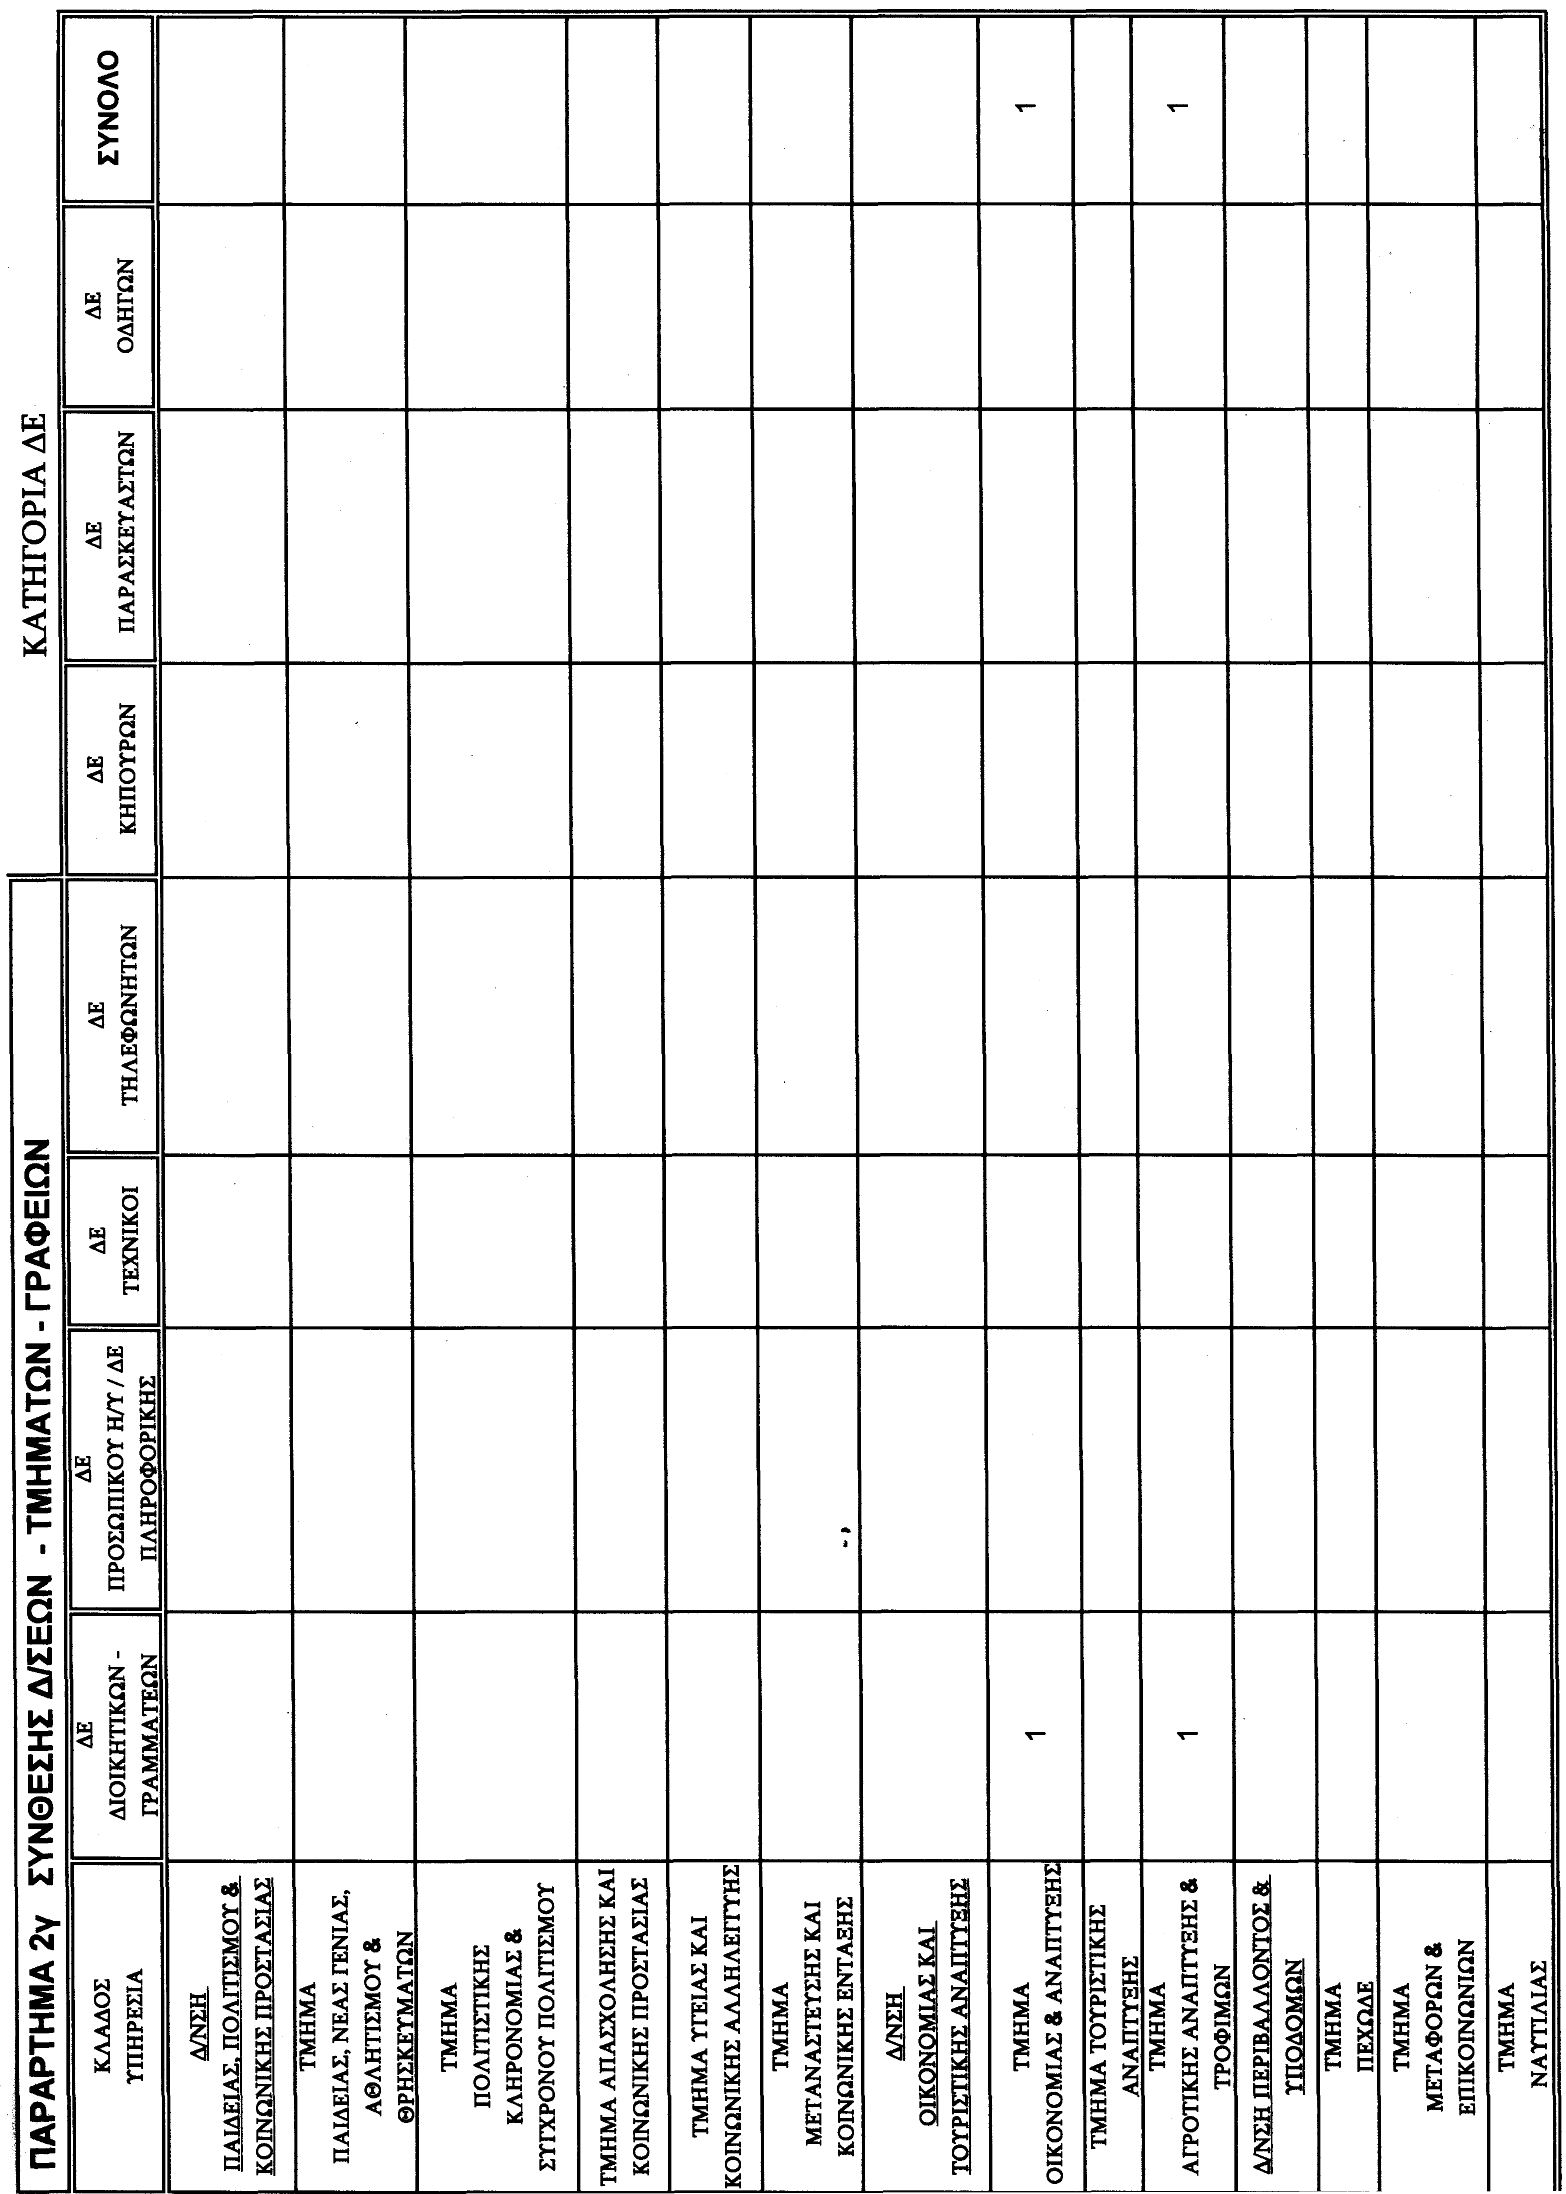 ΠΑΡΑΡΤΗΜΑ 2γ ΣΥΝΘΕΣΗΣ Δ/ΣΕΩΝ - ΤΜΗΜΑΤΩΝ - ΓΡΑΦΕΙΩΝ
ΚΑΤΗΓΟΡΙΑ ΔΕ
ΚΛΑΔΟΣ
ΥΠΗΡΕΣΙΑ
ΔΕ
ΔΙΟΙΚΗΤΙΚΩΝ -
ΓΡΑΜΜΑΤΕΩΝ
ΔΕ
ΠΡΟΣΩΠΙΚΟΥ Η/Υ / ΔΕ
ΠΛΗΡΟΦΟΡΙΚΗΣ
ΔΕ
ΤΕΧΝΙΚΟΙ
ΔΕ
ΤΗΛΕΦΩΝΗΤΩΝ
ΔΕ
ΚΗΠΟΥΡΩΝ
ΔΕ
ΠΑΡΑΣΚΕΥΑΣΤΩΝ
ΔΕ
ΟΔΗΓΩΝ
ΣΥΝΟΛΟ
Δ/ΝΣΗ
ΠΑΙΔΕΙΑΣ, ΠΟΛΙΤΙΣΜΟΥ &
ΚΟΙΝΩΝΙΚΗΣ ΠΡΟΣΤΑΣΙΑΣ
ΤΜΗΜΑ
ΠΑΙΔΕΙΑΣ, ΝΕΑΣ ΓΕΝΙΑΣ,
ΑΘΛΗΤΙΣΜΟΥ &
ΘΡΗΣΚΕΥΜΑΤΩΝ
ΤΜΗΜΑ
ΠΟΛΙΤΙΣΤΙΚΗΣ
ΚΛΗΡΟΝΟΜΙΑΣ &
ΣΥΓΧΡΟΝΟΥ ΠΟΛΙΤΙΣΜΟΥ
ΤΜΗΜΑ ΑΠΑΣΧΟΛΗΣΗΣ ΚΑΙ
ΚΟΙΝΩΝΙΚΗΣ ΠΡΟΣΤΑΣΙΑΣ
ΤΜΗΜΑ ΥΓΕΙΑΣ ΚΑΙ
ΚΟΙΝΩΝΙΚΗΣ ΑΛΛΗΛΕΓΓΥΗΣ
ΤΜΗΜΑ
ΜΕΤΑΝΑΣΤΕΥΣΗΣ ΚΑΙ
ΚΟΙΝΩΝΙΚΗΣ ΕΝΤΑΞΗΣ
Δ/ΝΣΗ
ΟΙΚΟΝΟΜΙΑΣ ΚΑΙ
ΤΟΥΡΙΣΤΙΚΗΣ ΑΝΑΠΤΥΞΗΣ
ΤΜΗΜΑ
ΟΙΚΟΝΟΜΙΑΣ & ΑΝΑΠΤΥΞΗΣ
1 1
ΤΜΗΜΑ ΤΟΥΡΙΣΤΙΚΗΣ
ΑΝΑΠΤΥΞΗΣ
ΤΜΗΜΑ
ΑΓΡΟΤΙΚΗΣ ΑΝΑΠΤΥΞΗΣ &
ΤΡΟΦΙΜΩΝ
1 1
Δ/ΝΣΗ ΠΕΡΙΒΑΛΛΟΝΤΟΣ &
ΥΠΟΔΟΜΩΝ
ΤΜΗΜΑ
ΠΕΧΩΔΕ
ΤΜΗΜΑ
ΜΕΤΑΦΟΡΩΝ &
ΕΠΙΚΟΙΝΩΝΙΩΝ
ΤΜΗΜΑ
ΝΑΥΤΙΛΙΑΣ